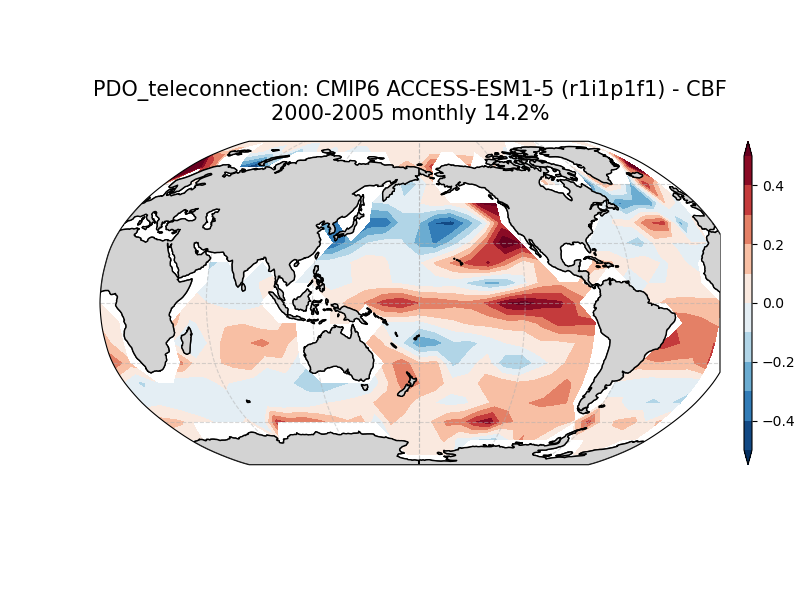 PDO_teleconnection: CMIP6 ACCESS-ESM1-5 (r1i1p1f1) - CBF
2000-2005 monthly 14.2%
0.4
0.2
0.0
−0.2
−0.4